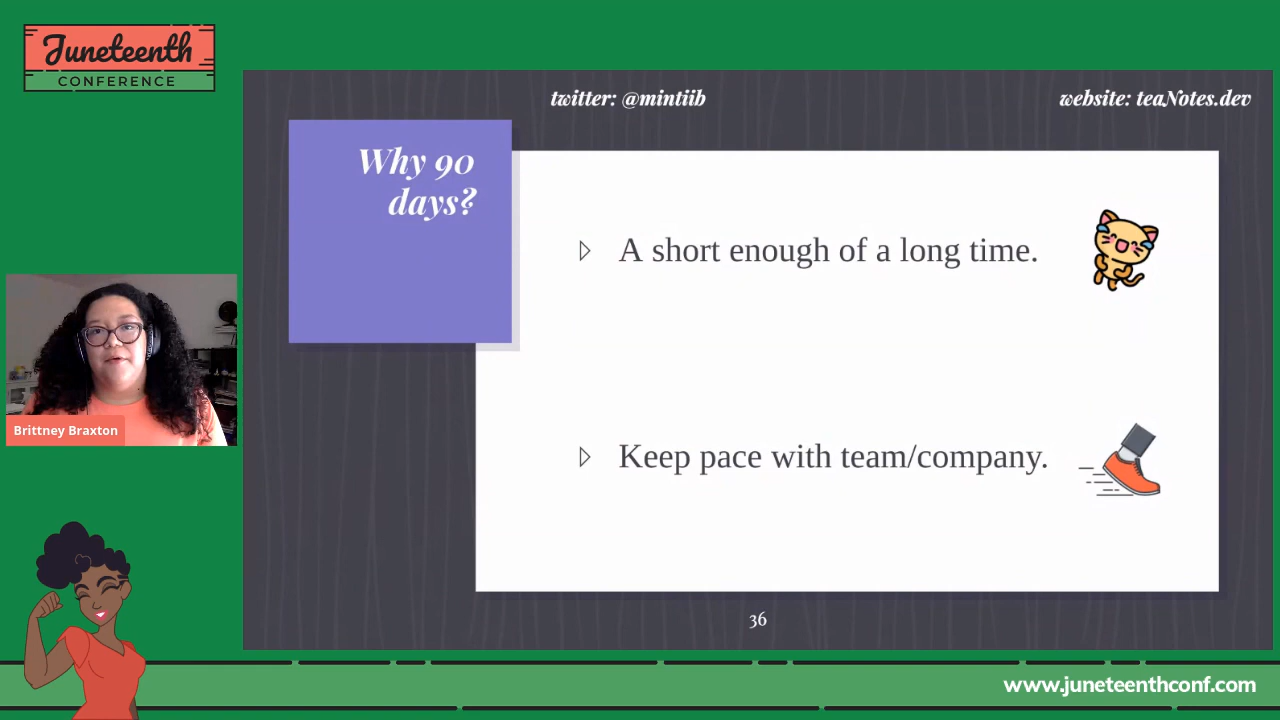 Juneteenth
CONFERENCE
twitter: @mintiib
website: teaNotes.dev
Why 90
days?
A short enough of a long time.
Keep pace with team/company.
Brittney Braxton
36
www.juneteenthconf.com